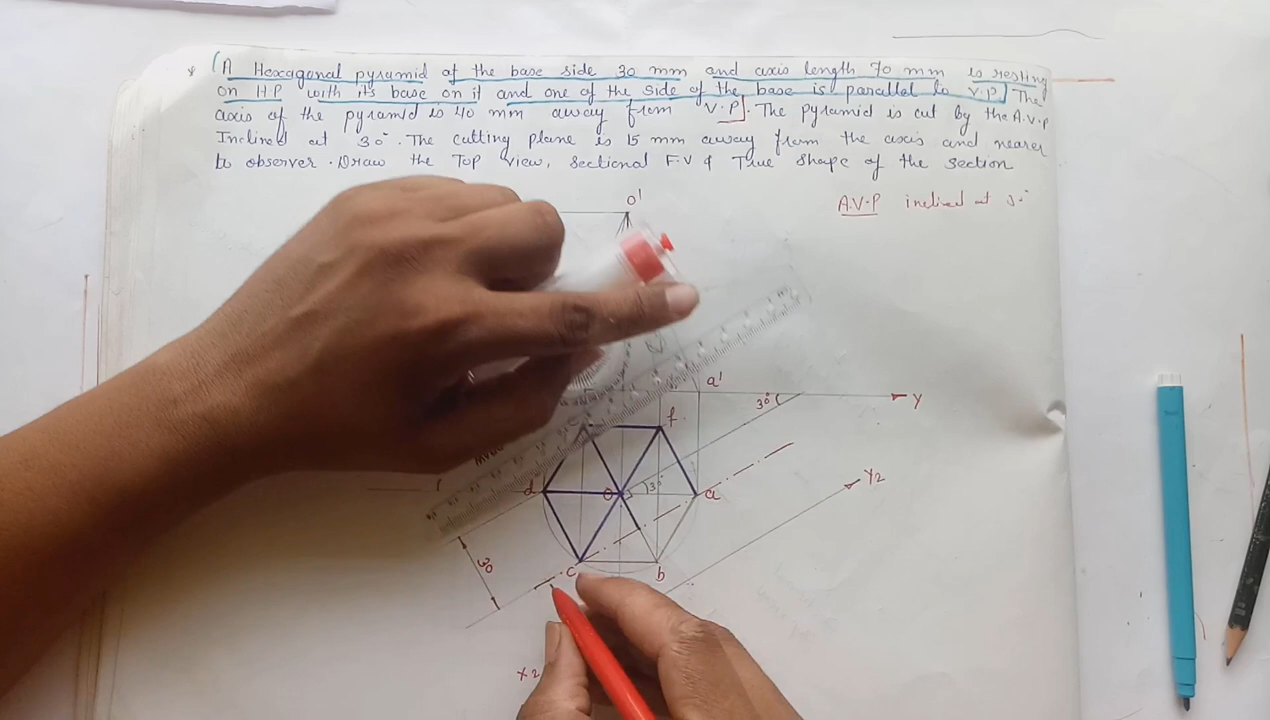 * (A Hexagonal pyramid of the base side 30 mm and axis length 70 mm is resting
on HP with its base on it and one of the side of the base is parallel to V.P] The
axis of the pyramid is 40 mm away from V.P]. The pyramid is cut by the A.V.P
Inclined at 30°. The cutting plane is 15 mm away from the axis and nearer
to observer. Draw the Top view, Sectional F.V & True shape of the section
o'
A.V.P inclined at 30°
a'
30°
Y
f
d
O
30°
a
Y2
30
c
b
X2